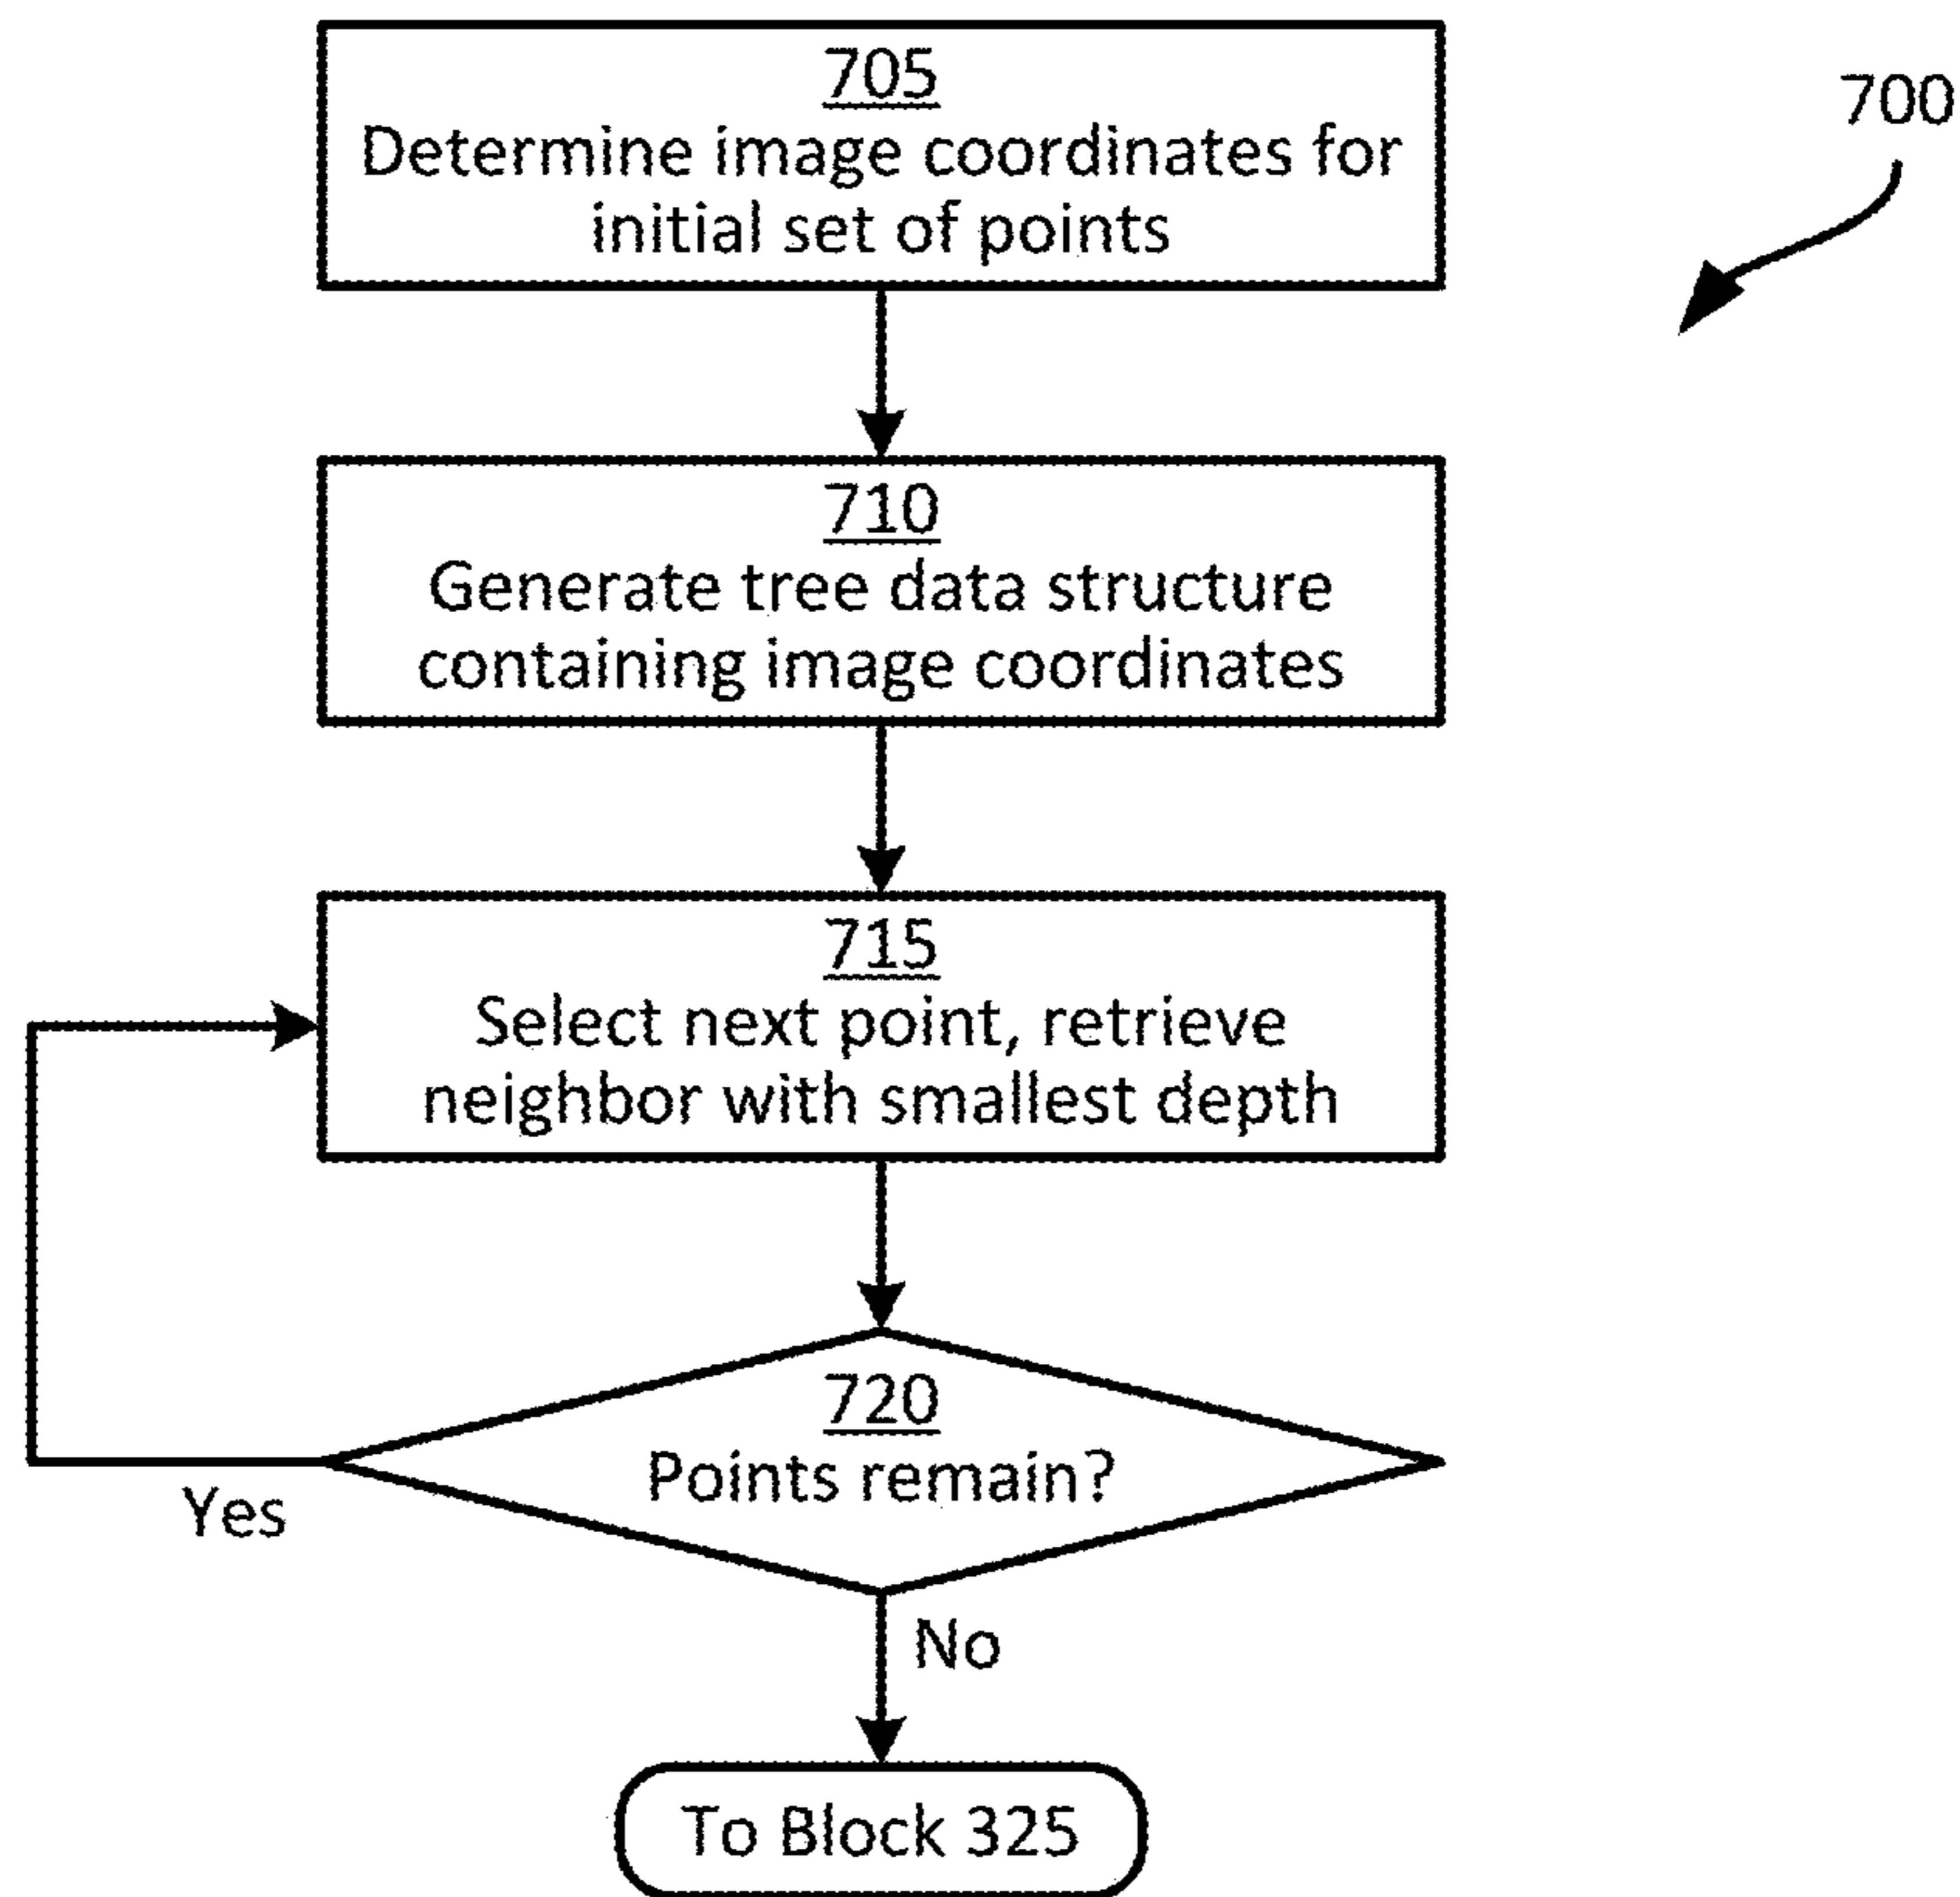 705
Determine image coordinates for
initial set of points
700
710
Generate tree data structure
containing image coordinates
715
Select next point, retrieve
neighbor with smallest depth
720
Points remain?
Yes
No
To Block 325